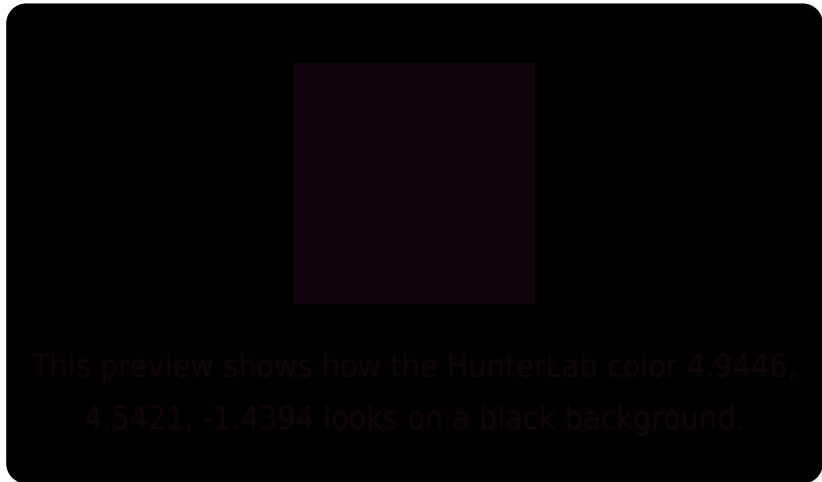 This preview shows how the HunterLab color 4.9446,
4.5421, -1.4394 looks on a black background.